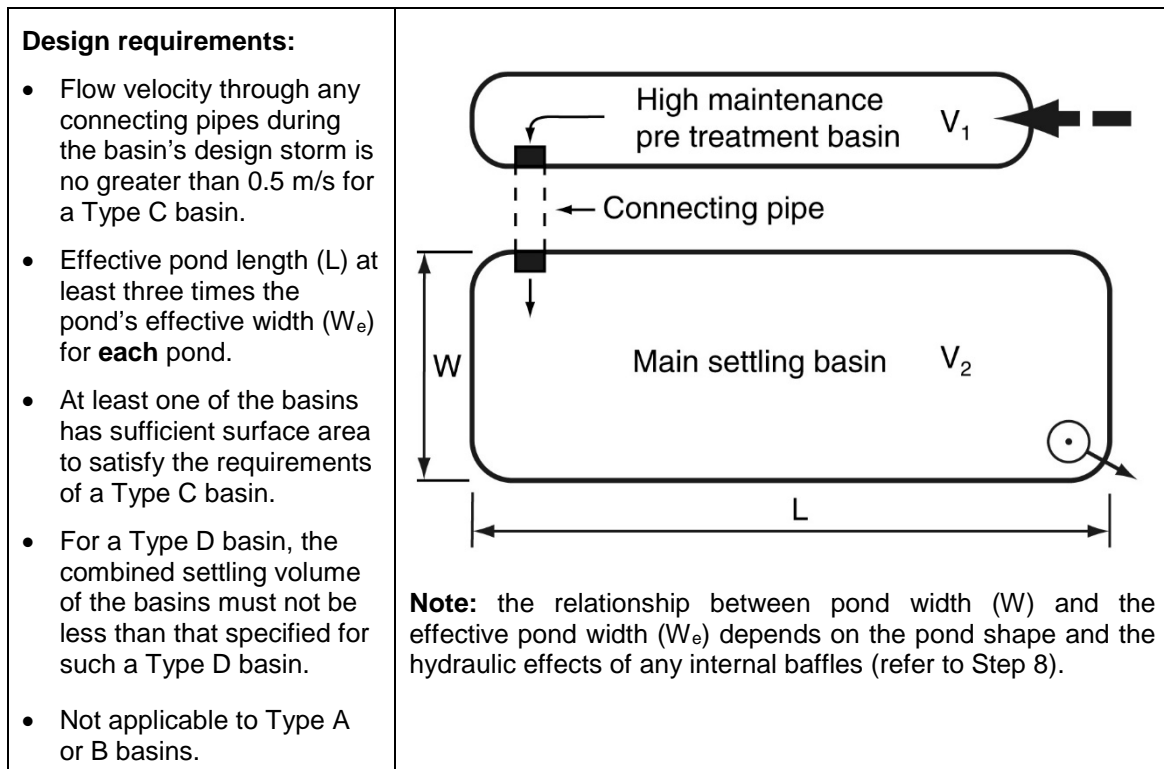 Design requirements:
• Flow velocity through any
connecting pipes during
the basin's design storm is
no greater than 0.5 m/s for
a Type C basin.
• Effective pond length (L) at
least three times the
pond's effective width (We)
for each pond.
• At least one of the basins
has sufficient surface area
to satisfy the requirements
of a Type C basin.
• For a Type D basin, the
combined settling volume
of the basins must not be
less than that specified for
such a Type D basin.
• Not applicable to Type A
or B basins.
High maintenance
pre treatment basin V1
Connecting pipe
W
Main settling basin V2
L
Note: the relationship between pond width (W) and the
effective pond width (We) depends on the pond shape and the
hydraulic effects of any internal baffles (refer to Step 8).